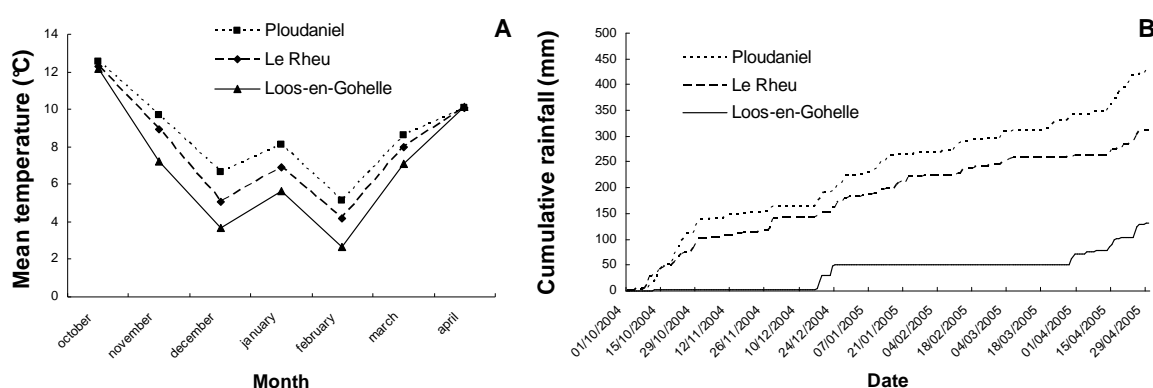 A
Ploudaniel
Le Rheu
Loos-en-Gohelle
Mean temperature (°C)
14
12
10
8
6
4
2
0
october
november
december
january
february
march
april
Month
B
Ploudaniel
Le Rheu
Loos-en-Gohelle
Cumulative rainfall (mm)
500
450
400
350
300
250
200
150
100
50
0
01/10/2004
15/10/2004
29/10/2004
12/11/2004
26/11/2004
10/12/2004
24/12/2004
07/01/2005
21/01/2005
04/02/2005
18/02/2005
04/03/2005
18/03/2005
01/04/2005
15/04/2005
29/04/2005
Date